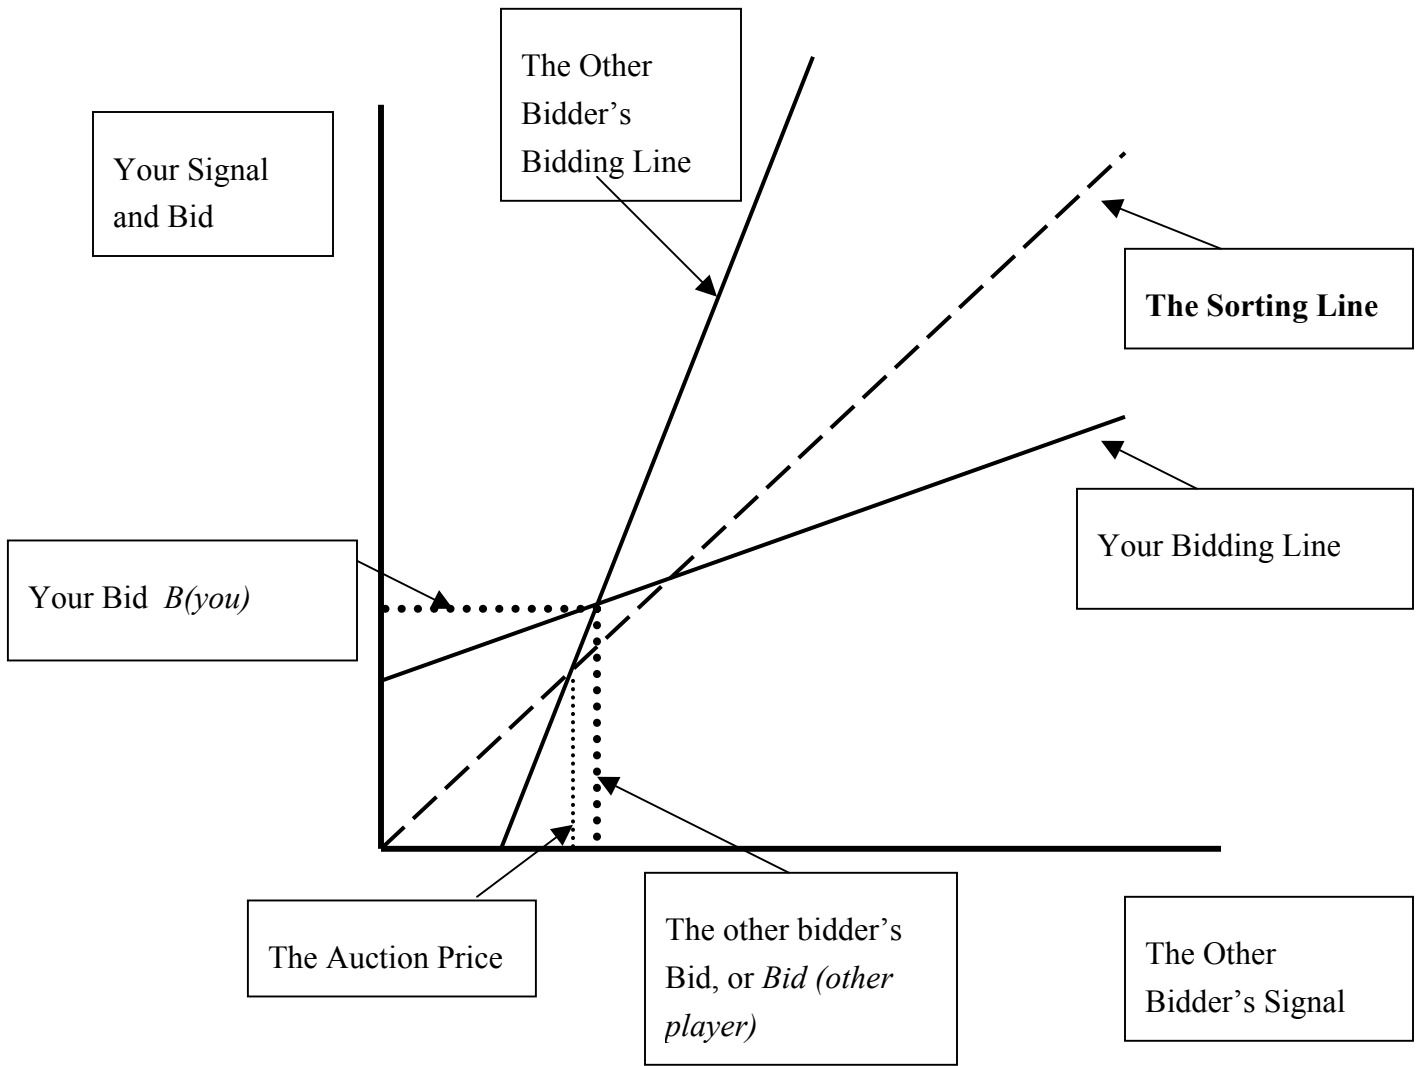 The Other
Bidder’s
Bidding Line
Your Signal
and Bid
The Sorting Line
Your Bidding Line
Your Bid B(you)
The Auction Price
The other bidder’s
Bid, or Bid (other
player)
The Other
Bidder’s Signal